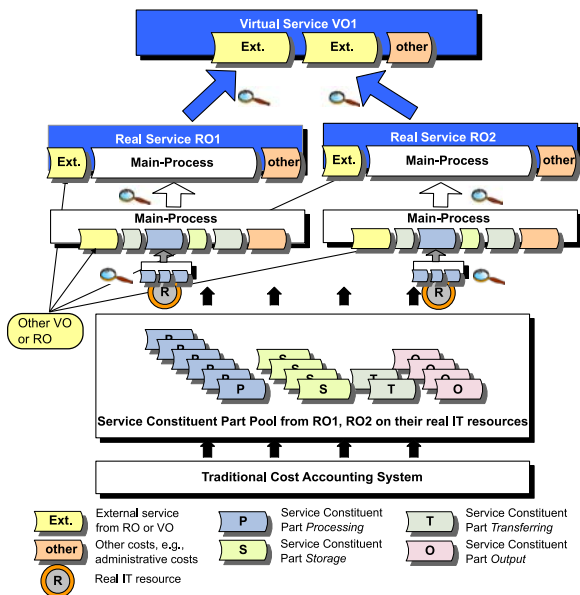 Virtual Service VO1
Ext.
Ext.
other
Real Service RO1
Real Service RO2
Ext.
Main-Process
other
Ext.
Main-Process
other
Main-Process
Main-Process
R
R
Other VO
or RO
P
P
P
P
P
P
S
S
S
S
T
T
O
O
O
O
Service Constituent Part Pool from RO1, RO2 on their real IT resources
Traditional Cost Accounting System
Ext.
External service
from RO or VO
P
Service Constituent
Part Processing
T
Service Constituent
Part Transferring
other
Other costs, e.g.,
administrative costs
S
Service Constituent
Part Storage
O
Service Constituent
Part Output
R
Real IT resource